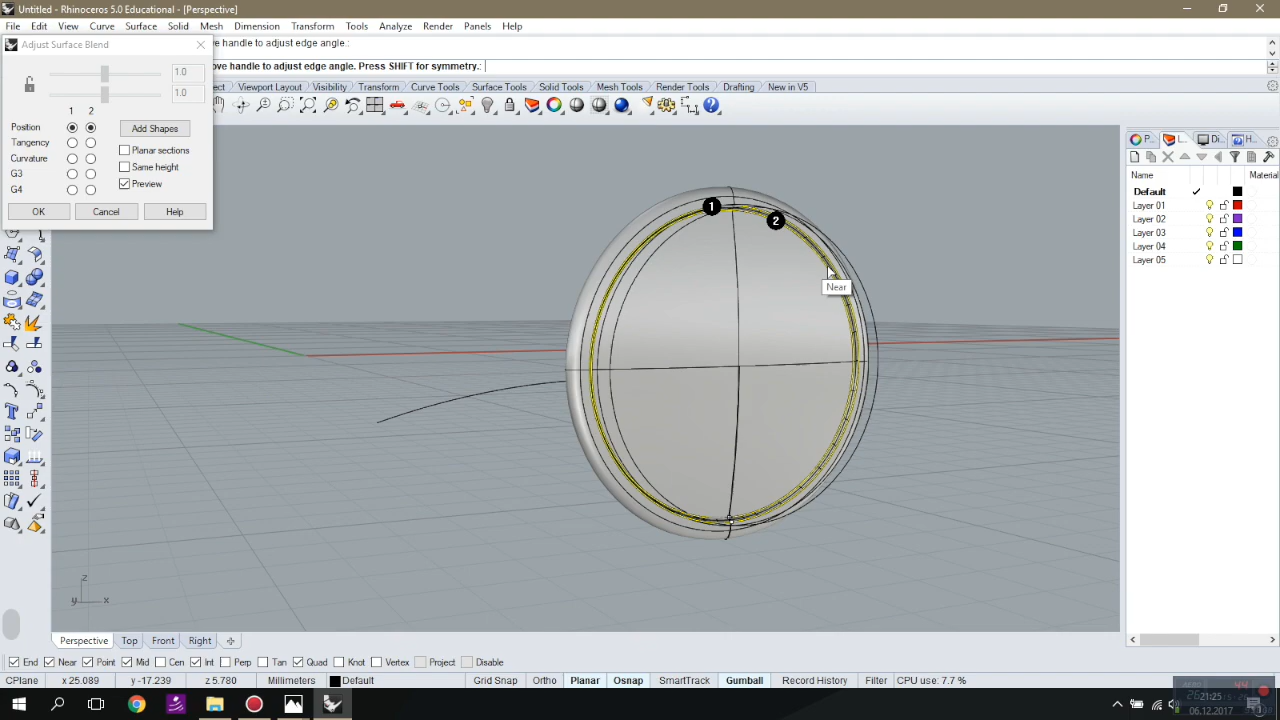 Untitled - Rhinoceros 5.0 Educational - [Perspective]
File Edit View Curve Surface Solid Mesh Dimension Transform Tools Analyze Render Panels Help
Adjust Surface Blend
ve handle to adjust edge angle.:
ove handle to adjust edge angle. Press SHIFT for symmetry.:
1.0
1.0
ect Viewport Layout Visibility Transform Curve Tools Surface Tools Solid Tools Mesh Tools Render Tools Drafting New in V5
1 2
Position
Tangency
Curvature
G3
G4
Add Shapes
Planar sections
Same height
Preview
OK Cancel Help
P... L... Di... H...
Name Material
Default
Layer 01
Layer 02
Layer 03
Layer 04
Layer 05
1
2
Near
z
y x
Perspective Top Front Right
End Near Point Mid Cen Int Perp Tan Quad Knot Vertex Project Disable
CPlane x 25.089 y -17.239 z 5.780 Millimeters Default Grid Snap Ortho Planar Osnap SmartTrack Gumball Record History Filter CPU use: 7.7 %
21:25
06.12.2017